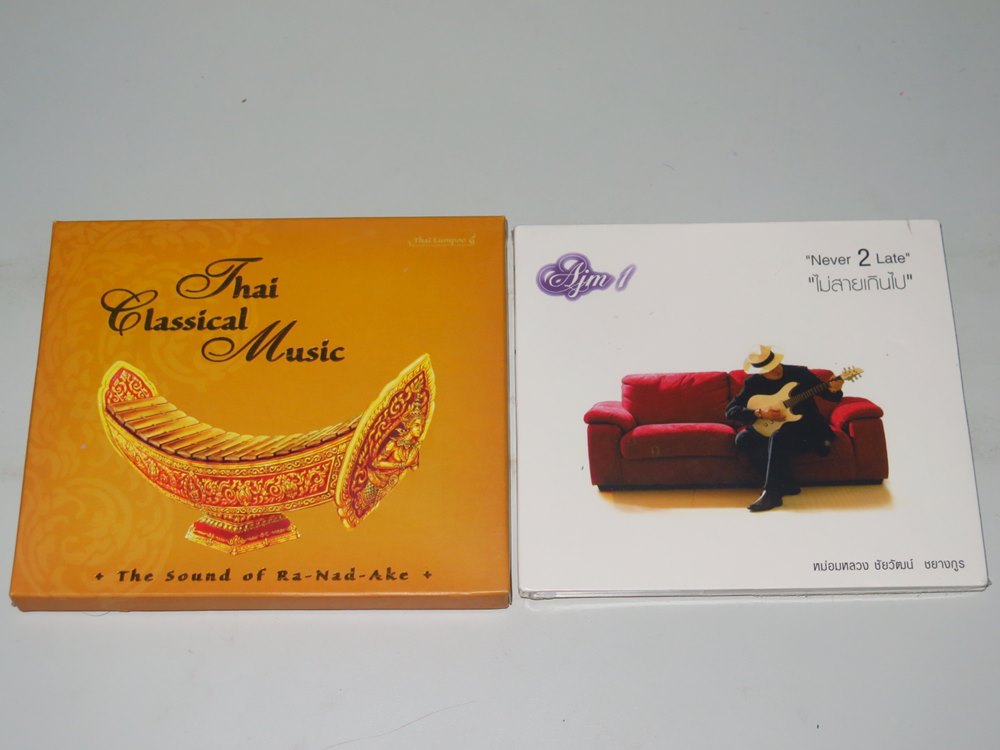 Thai Lumpoo
Thai
Classical
Music
The Sound of Ra-Nad-Ake
Ajm 1
"Never 2 Late"
"ไม่สายเกินไป"
หม่อมหลวง ชัยวัฒน์ ชยางกูร